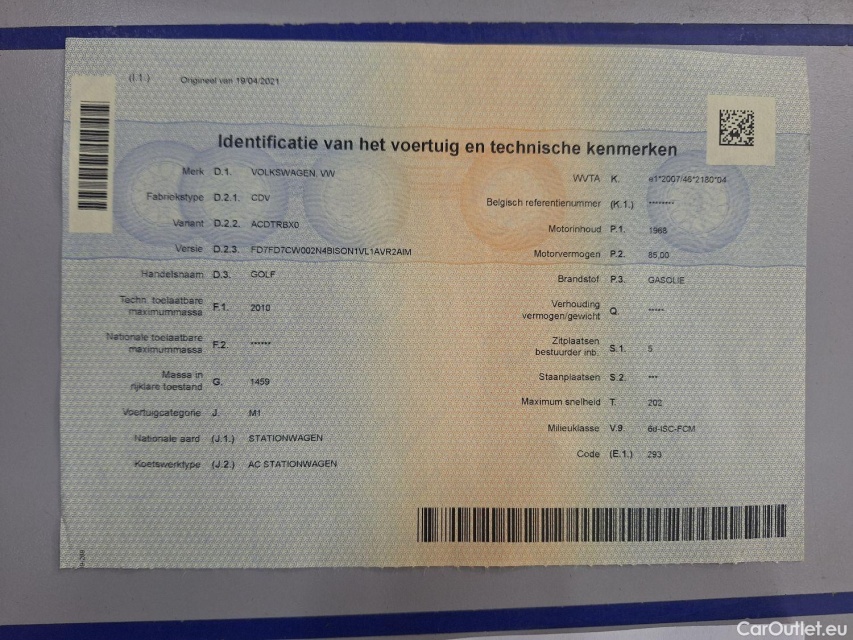 (I.1.) Origineel van 19/04/2021
Identificatie van het voertuig en technische kenmerken
Merk D.1. VOLKSWAGEN, VW
Fabriekstype D.2.1. CDV
Variant D.2.2. ACDTRBX0
Versie D.2.3. FD7FD7CW002N4BISON1VL1AVR2AIM
Handelsnaam D.3. GOLF
Techn. toelaatbare
maximummassa F.1. 2010
Nationale toelaatbare
maximummassa F.2. ******
Massa in
rijklare toestand G. 1459
Voertuigcategorie J. M1
Nationale aard (J.1.) STATIONWAGEN
Koetswerktype (J.2.) AC STATIONWAGEN
WVTA K. e1*2007/46*2180*04
Belgisch referentienummer (K.1.) ********
Motorinhoud P.1. 1968
Motorvermogen P.2. 85,00
Brandstof P.3. GASOLIE
Verhouding
vermogen/gewicht Q. *****
Zitplaatsen
bestuurder inb. S.1. 5
Staanplaatsen S.2. ***
Maximum snelheid T. 202
Milieuklasse V.9. 6d-ISC-FCM
Code (E.1.) 293
CarOutlet.eu